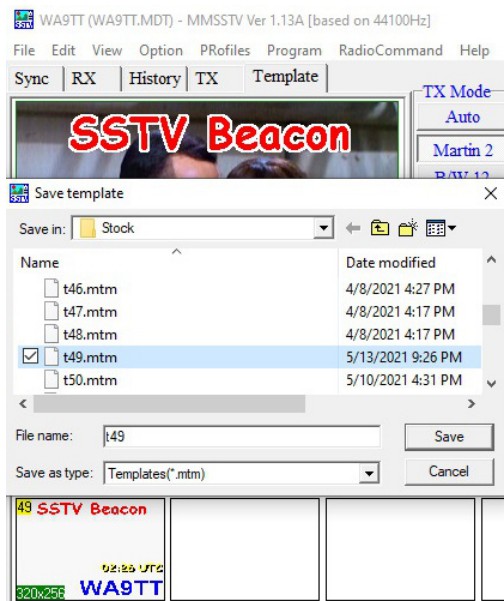 WA9TT (WA9TT.MDT) - MMSSTV Ver 1.13A [based on 44100Hz]
File Edit View Option PRofiles Program RadioCommand Help
Sync RX History TX Template
TX Mode
Auto
Martin 2
SSTV Beacon
Save template
Save in: Stock
Name Date modified
t46.mtm 4/8/2021 4:27 PM
t47.mtm 4/8/2021 4:17 PM
t48.mtm 4/8/2021 4:17 PM
t49.mtm 5/13/2021 9:26 PM
t50.mtm 5/10/2021 4:31 PM
File name: t49 Save
Save as type: Templates(*.mtm) Cancel
49 SSTV Beacon
02:26 UTC
320x256 WA9TT